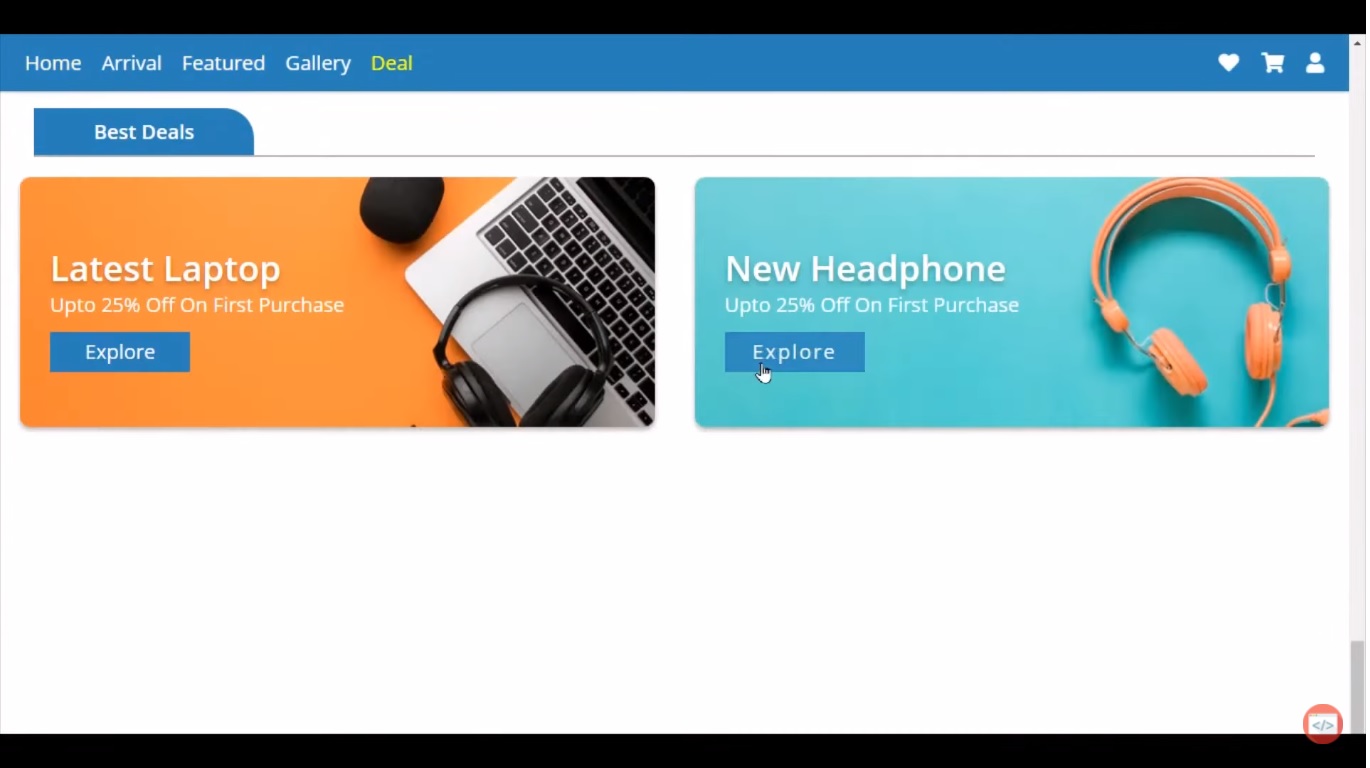 Home Arrival Featured Gallery Deal
Best Deals
Latest Laptop
Upto 25% Off On First Purchase
Explore
New Headphone
Upto 25% Off On First Purchase
Explore
</>